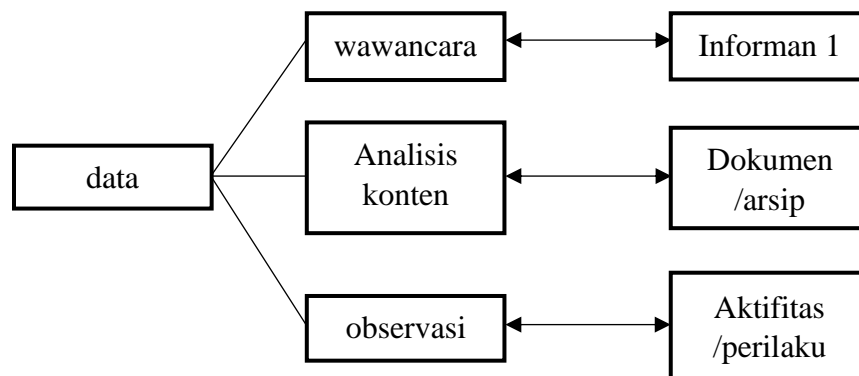 wawancara
Informan 1
data
Analisis
konten
Dokumen
/arsip
observasi
Aktifitas
/perilaku